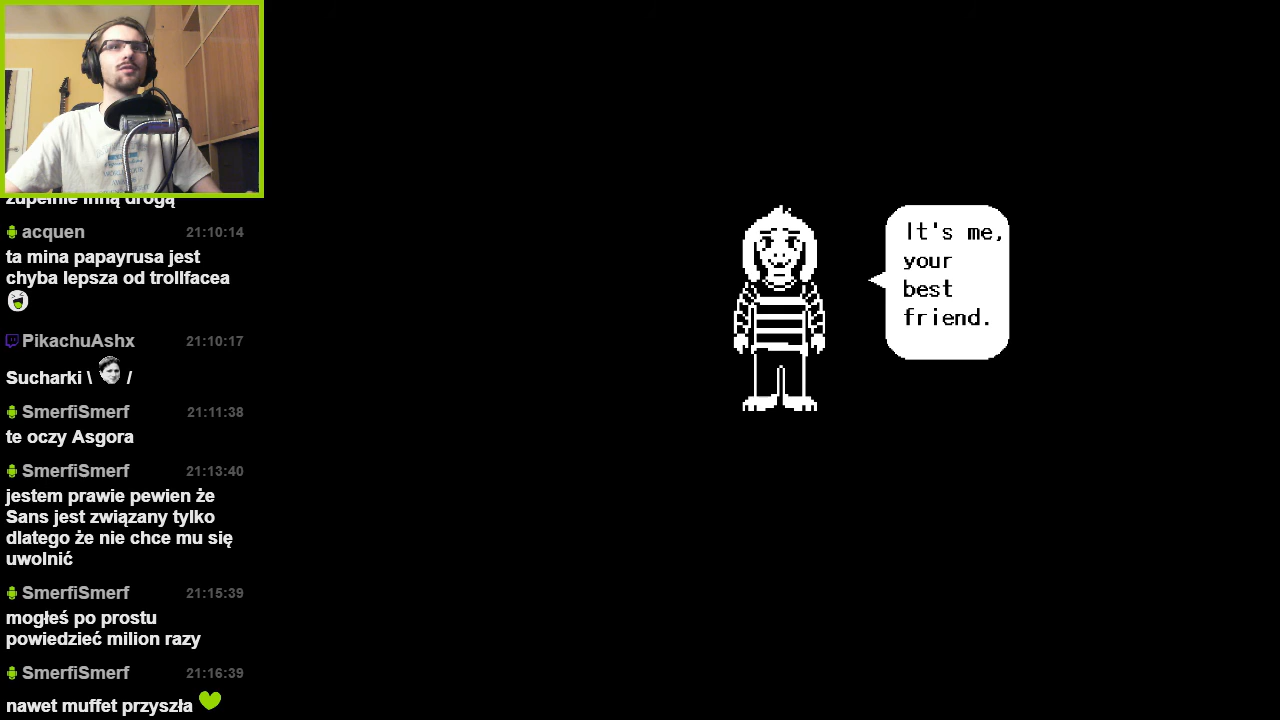 zupełnie inną drogą
acquen 21:10:14
ta mina papayrusa jest
chyba lepsza od trollfacea
PikachuAshx 21:10:17
Sucharki \ /
SmerfiSmerf 21:11:38
te oczy Asgora
SmerfiSmerf 21:13:40
jestem prawie pewien że
Sans jest związany tylko
dlatego że nie chce mu się
uwolnić
SmerfiSmerf 21:15:39
mogłeś po prostu
powiedzieć milion razy
SmerfiSmerf 21:16:39
nawet muffet przyszła
It's me,
your
best
friend.